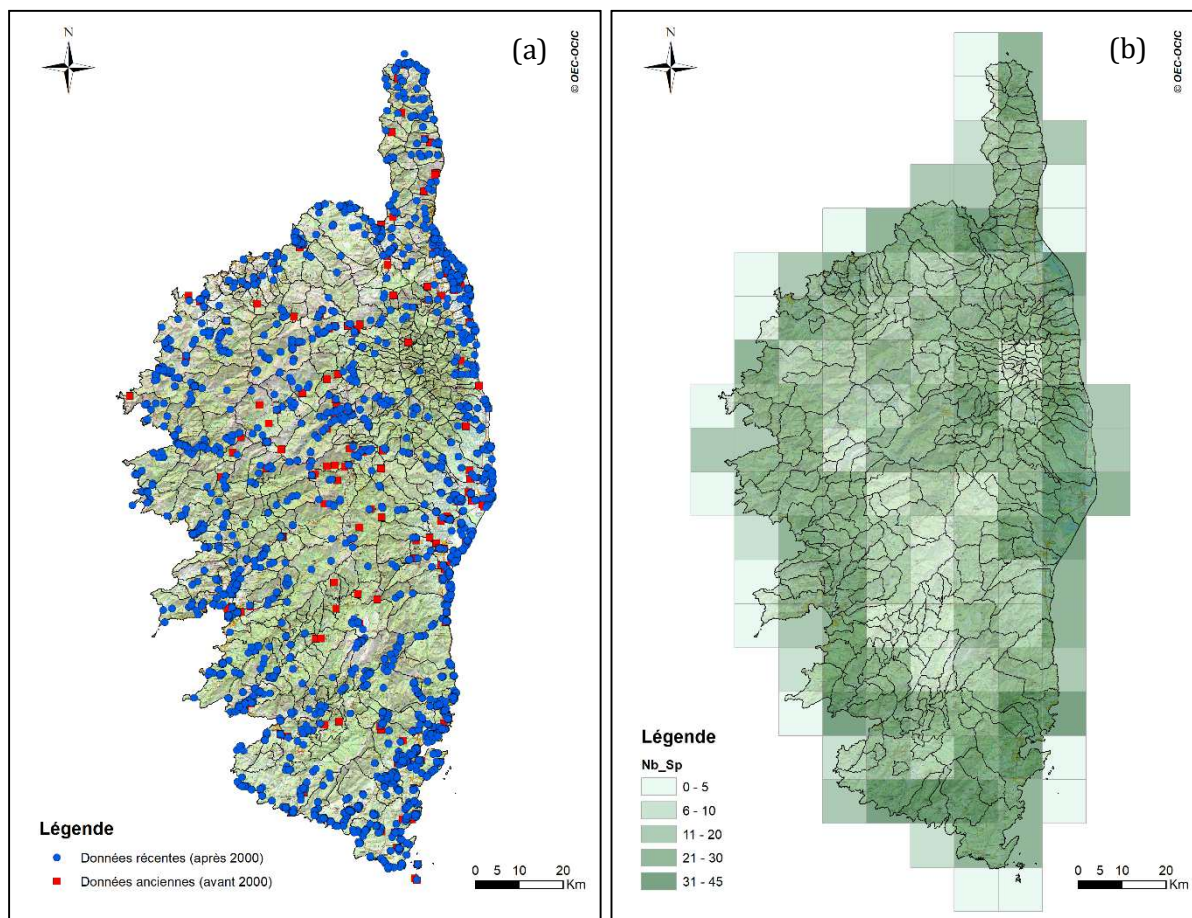 N
(a)
© OEC-OCIC
Légende
Données récentes (après 2000)
Données anciennes (avant 2000)
0 5 10 20
Km
N
(b)
© OEC-OCIC
Légende
Nb_Sp
0 - 5
6 - 10
11 - 20
21 - 30
31 - 45
0 5 10 20
Km